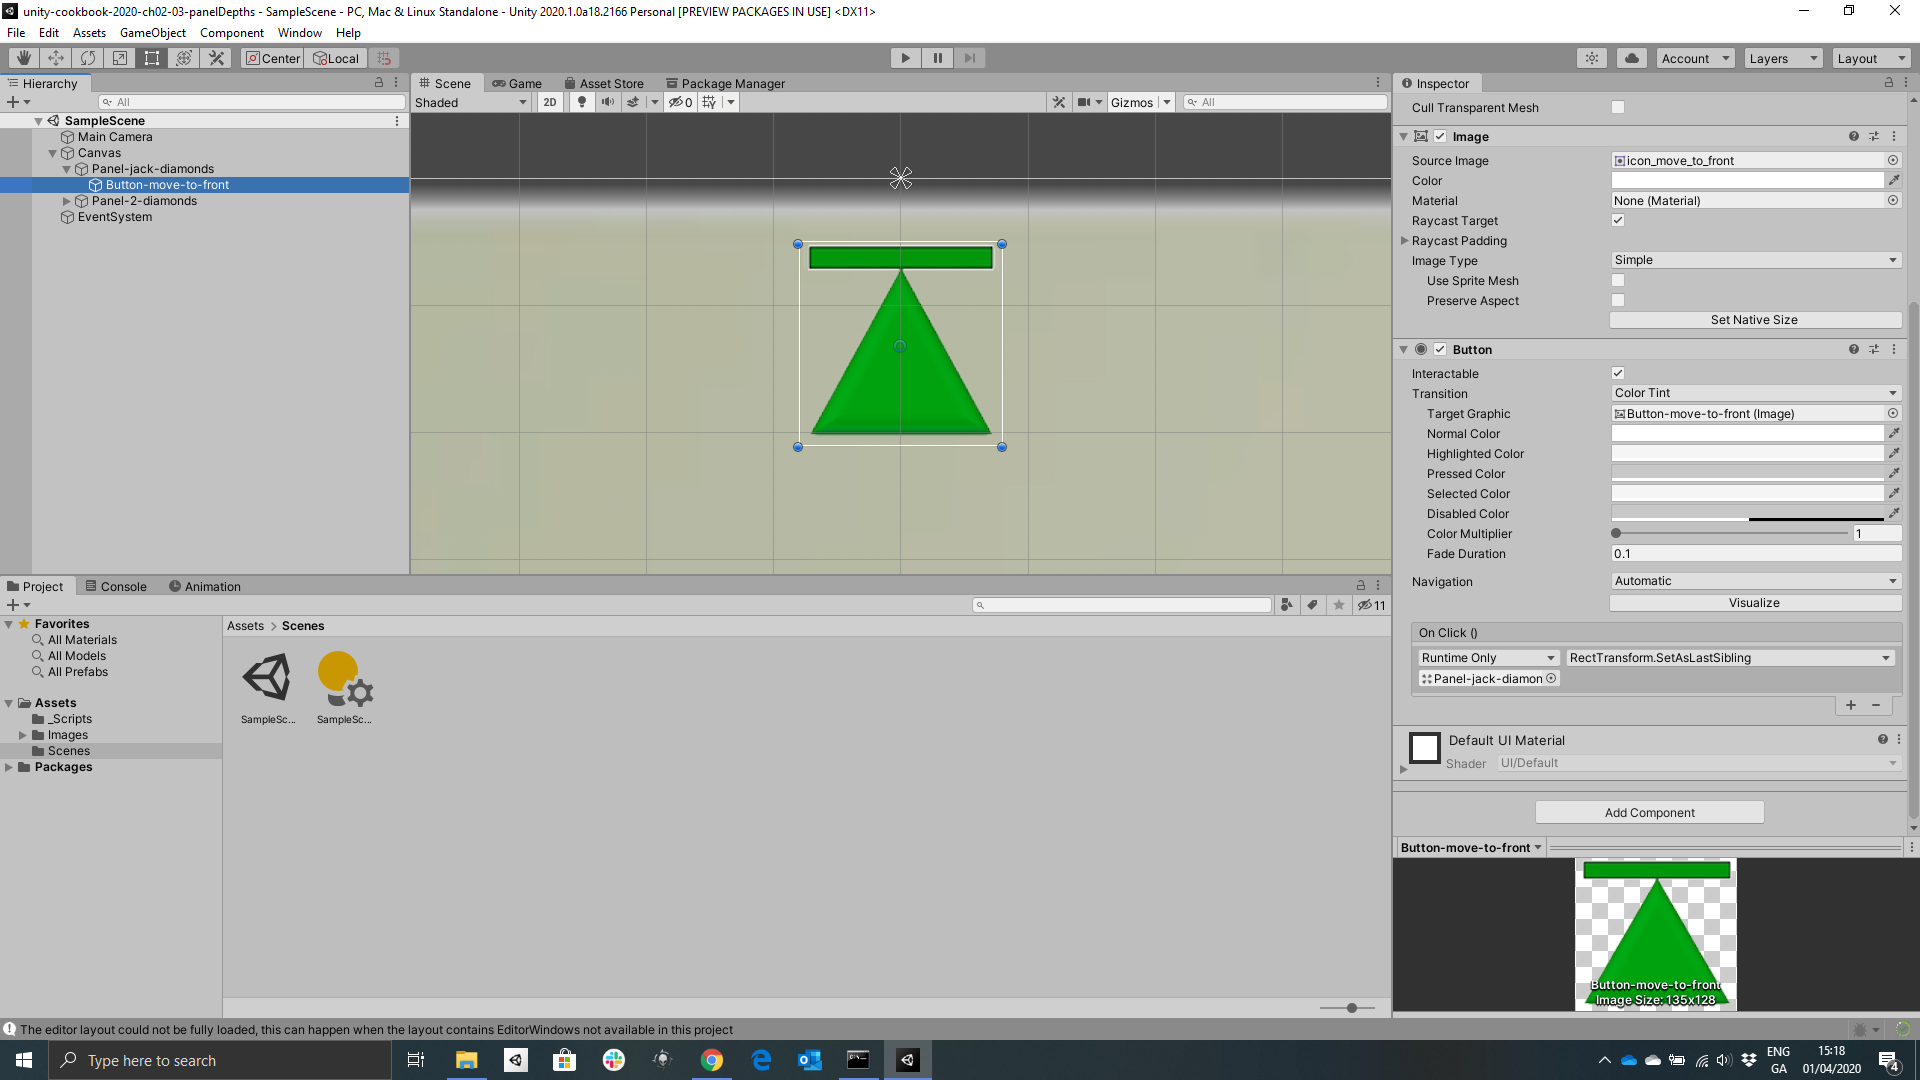 unity-cookbook-2020-ch02-03-panelDepths - SampleScene - PC, Mac & Linux Standalone - Unity 2020.1.0a18.2166 Personal [PREVIEW PACKAGES IN USE] <DX11>
File Edit Assets GameObject Component Window Help
Center Local Account Layers Layout
Hierarchy
All
SampleScene
Main Camera
Canvas
Panel-jack-diamonds
Button-move-to-front
Panel-2-diamonds
EventSystem
Scene Game Asset Store Package Manager
Shaded 2D 0 Gizmos All
Inspector
Cull Transparent Mesh
Image
Source Image icon_move_to_front
Color
Material None (Material)
Raycast Target
Raycast Padding
Image Type Simple
Use Sprite Mesh
Preserve Aspect
Set Native Size
Button
Interactable
Transition Color Tint
Target Graphic Button-move-to-front (Image)
Normal Color
Highlighted Color
Pressed Color
Selected Color
Disabled Color
Color Multiplier 1
Fade Duration 0.1
Navigation Automatic
Visualize
On Click ()
Runtime Only RectTransform.SetAsLastSibling
Panel-jack-diamon
+ −
Default UI Material
Shader UI/Default
Add Component
Button-move-to-front
Button-move-to-front
Image Size: 135x128
Project Console Animation
11
Favorites
All Materials
All Models
All Prefabs
Assets
_Scripts
Images
Scenes
Packages
Assets > Scenes
SampleSc... SampleSc...
The editor layout could not be fully loaded, this can happen when the layout contains EditorWindows not available in this project
Type here to search
ENG
GA
15:18
01/04/2020
4